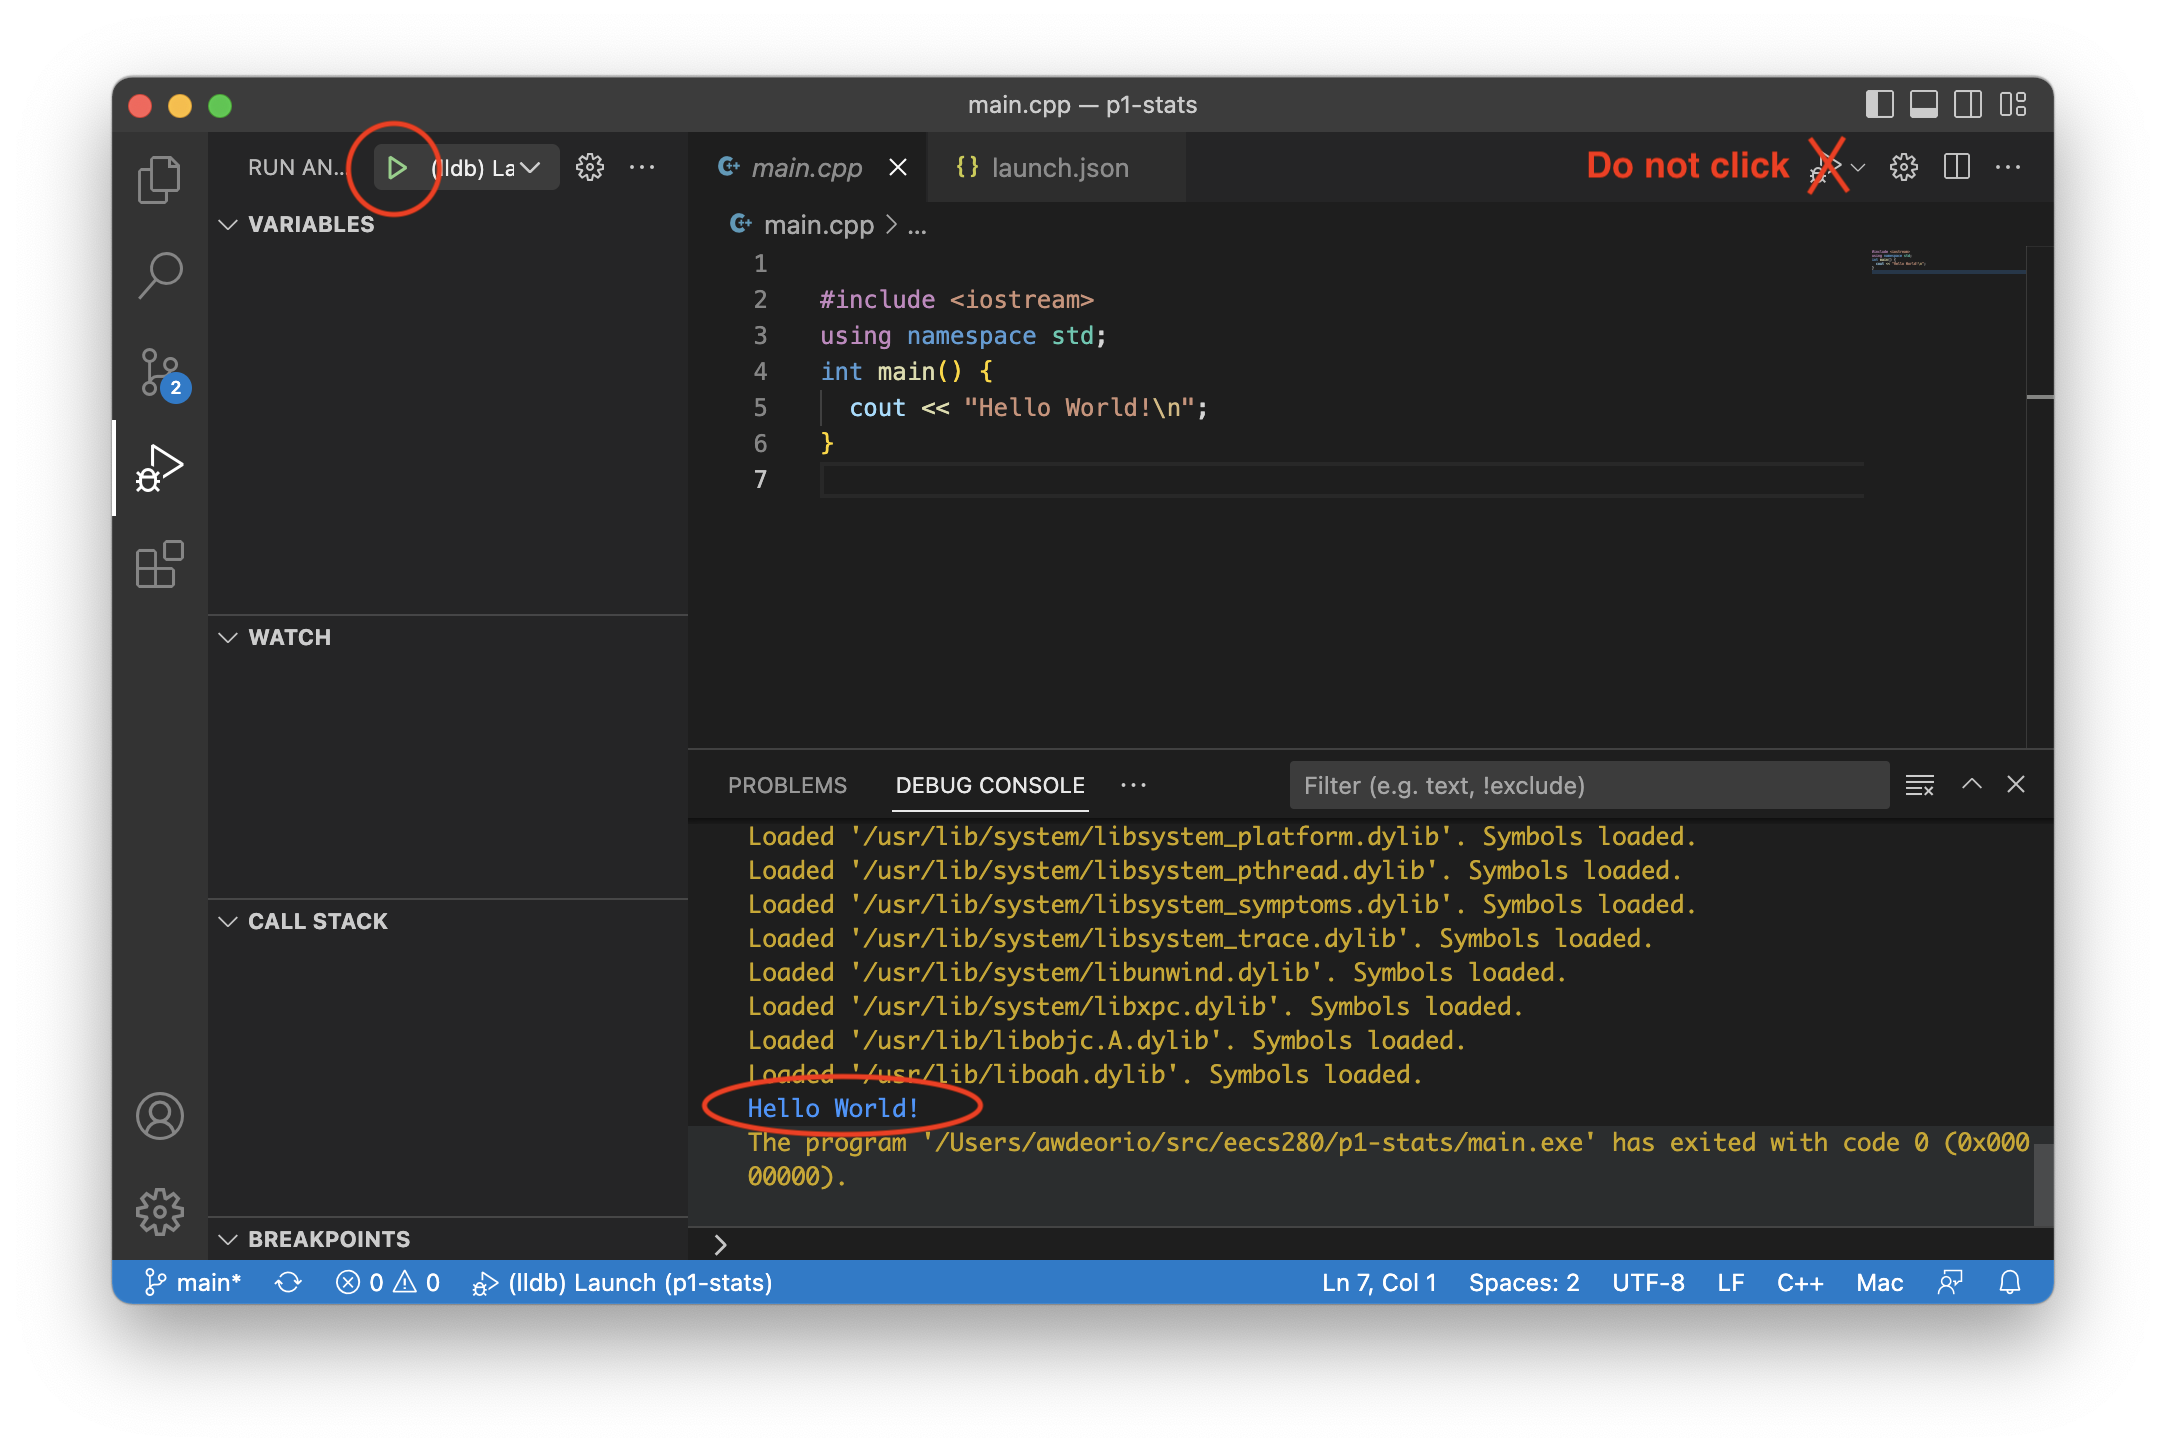 main.cpp — p1-stats
RUN AN...
(lldb) La
main.cpp
{} launch.json
Do not click
VARIABLES
main.cpp > ...
1
2 #include <iostream>
3 using namespace std;
4 int main() {
5 cout << "Hello World!\n";
6 }
7
2
WATCH
CALL STACK
BREAKPOINTS
PROBLEMS DEBUG CONSOLE ...
Filter (e.g. text, !exclude)
Loaded '/usr/lib/system/libsystem_platform.dylib'. Symbols loaded.
Loaded '/usr/lib/system/libsystem_pthread.dylib'. Symbols loaded.
Loaded '/usr/lib/system/libsystem_symptoms.dylib'. Symbols loaded.
Loaded '/usr/lib/system/libsystem_trace.dylib'. Symbols loaded.
Loaded '/usr/lib/system/libunwind.dylib'. Symbols loaded.
Loaded '/usr/lib/system/libxpc.dylib'. Symbols loaded.
Loaded '/usr/lib/libobjc.A.dylib'. Symbols loaded.
Loaded '/usr/lib/liboah.dylib'. Symbols loaded.
Hello World!
The program '/Users/awdeorio/src/eecs280/p1-stats/main.exe' has exited with code 0 (0x000
00000).
>
main* 0 0 (lldb) Launch (p1-stats) Ln 7, Col 1 Spaces: 2 UTF-8 LF C++ Mac